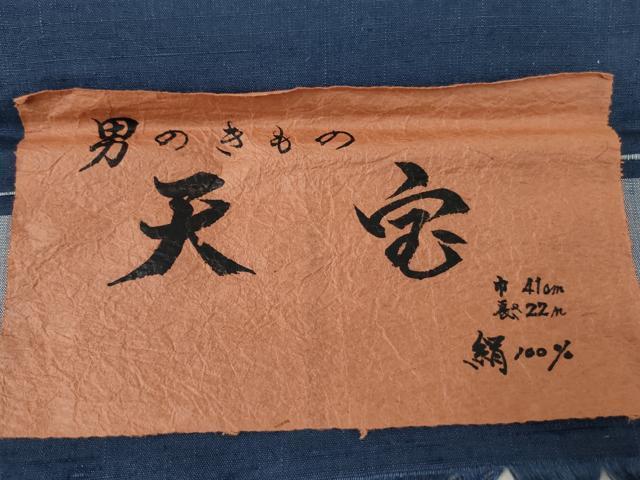 男のきもの
天宝
巾 41cm
長さ 22m
絹 100%